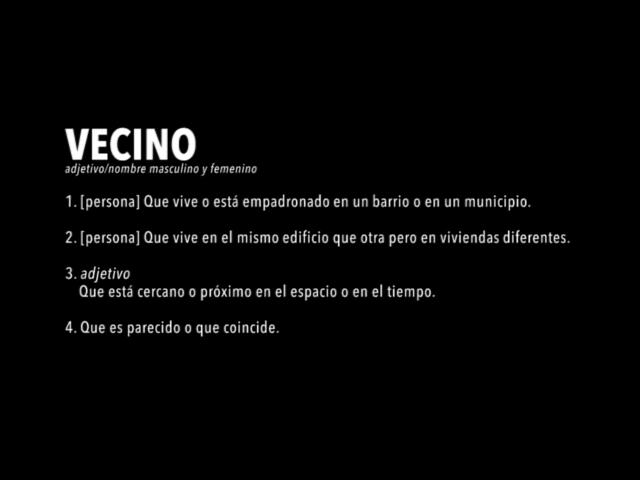 VECINO
adjetivo/nombre masculino y femenino
1. [persona] Que vive o está empadronado en un barrio o en un municipio.
2. [persona] Que vive en el mismo edificio que otra pero en viviendas diferentes.
3. adjetivo
Que está cercano o próximo en el espacio o en el tiempo.
4. Que es parecido o que coincide.